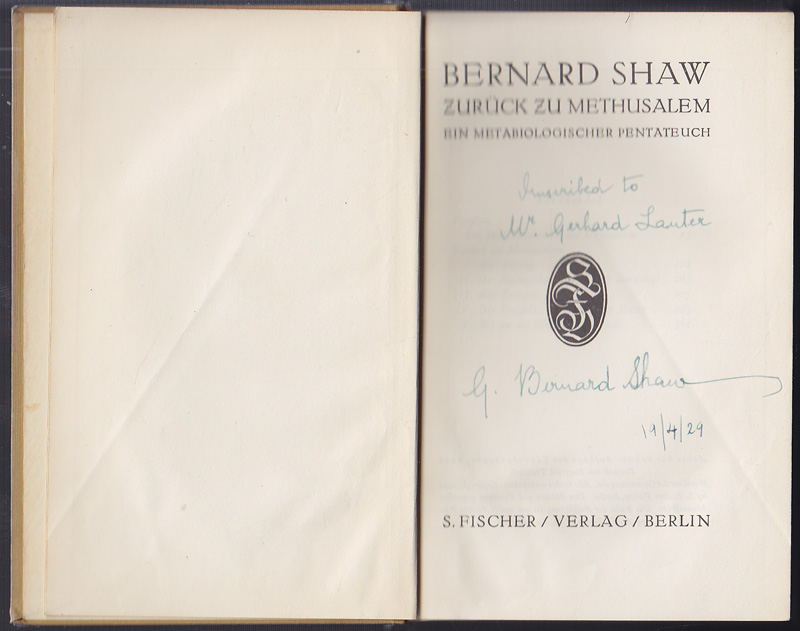 BERNARD SHAW
ZURÜCK ZU METHUSALEM
EIN METABIOLOGISCHER PENTATEUCH
Inscribed to
Mr. Gerhard Lauter
SF
G. Bernard Shaw
19/4/29
S. FISCHER / VERLAG / BERLIN